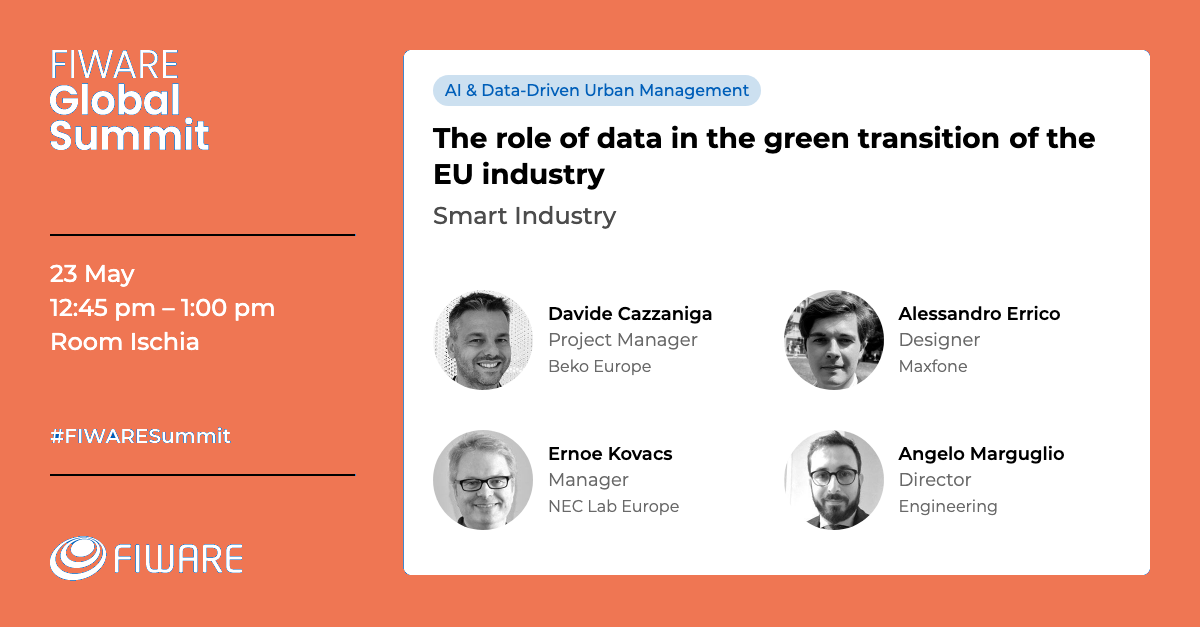 FIWARE
Global
Summit
23 May
12:45 pm – 1:00 pm
Room Ischia
#FIWARESummit
FIWARE
AI & Data-Driven Urban Management
The role of data in the green transition of the
EU industry
Smart Industry
Davide Cazzaniga
Project Manager
Beko Europe
Alessandro Errico
Designer
Maxfone
Ernoe Kovacs
Manager
NEC Lab Europe
Angelo Marguglio
Director
Engineering